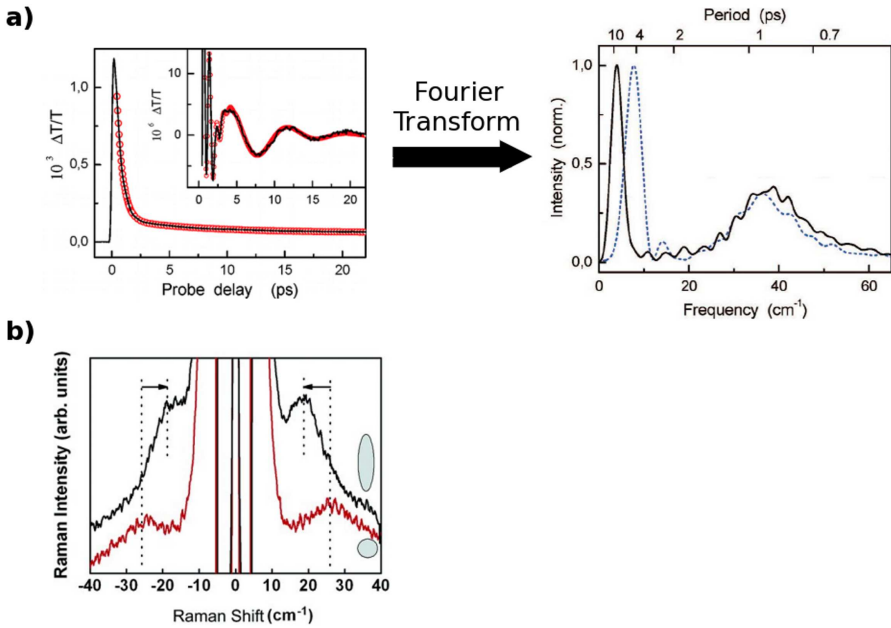 a)
10³ ΔT/T
1,0
0,5
0,0
0
5
10
15
20
Probe delay (ps)
10⁶ ΔT/T
10
0
0
5
10
15
20
Fourier
Transform
Period (ps)
10 4 2 1 0.7
Intensity (norm.)
1,0
0,5
0,0
0 20 40 60
Frequency (cm⁻¹)
b)
Raman Intensity (arb. units)
-40 -30 -20 -10 0 10 20 30 40
Raman Shift (cm⁻¹)